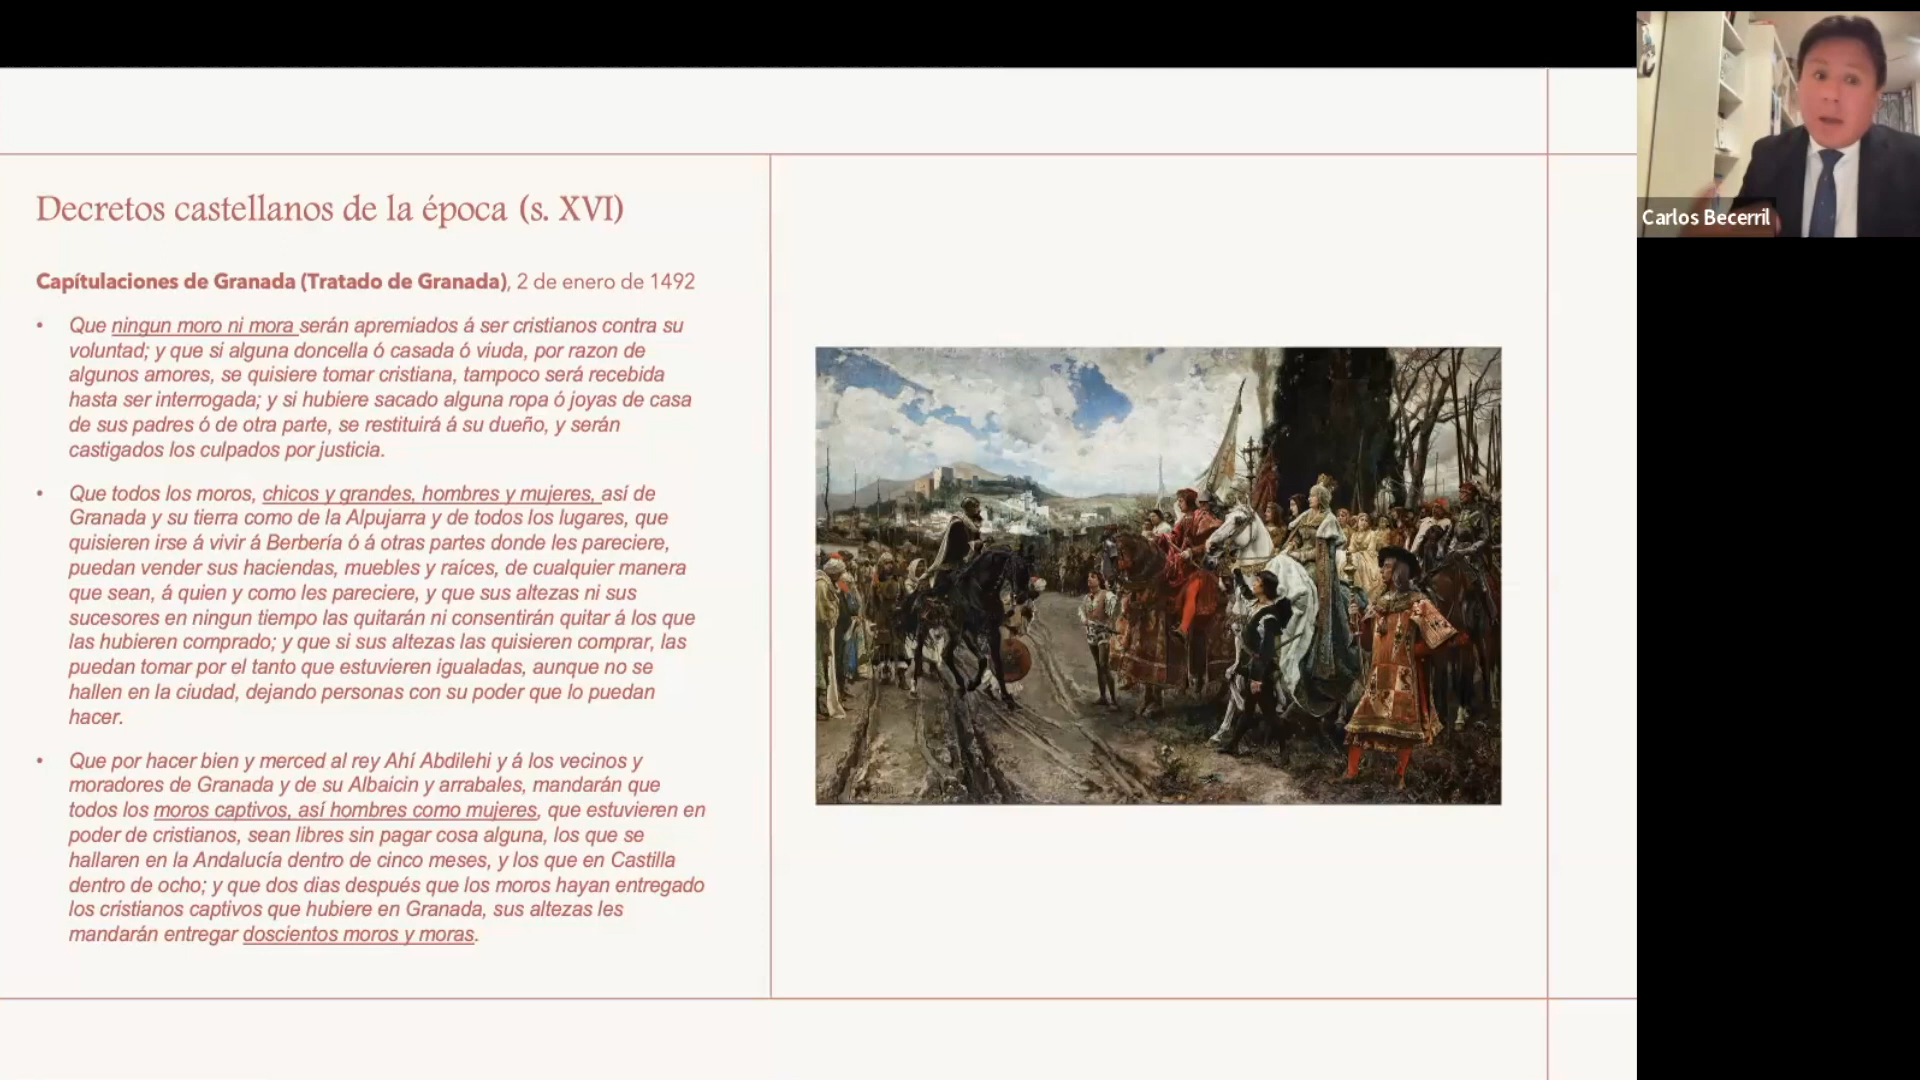 Decretos castellanos de la época (s. XVI)
Capítulaciones de Granada (Tratado de Granada), 2 de enero de 1492
• Que ningun moro ni mora serán apremiados á ser cristianos contra su
voluntad; y que si alguna doncella ó casada ó viuda, por razon de
algunos amores, se quisiere tomar cristiana, tampoco será recebida
hasta ser interrogada; y si hubiere sacado alguna ropa ó joyas de casa
de sus padres ó de otra parte, se restituirá á su dueño, y serán
castigados los culpados por justicia.
• Que todos los moros, chicos y grandes, hombres y mujeres, así de
Granada y su tierra como de la Alpujarra y de todos los lugares, que
quisieren irse á vivir á Berbería ó á otras partes donde les pareciere,
puedan vender sus haciendas, muebles y raíces, de cualquier manera
que sean, á quien y como les pareciere, y que sus altezas ni sus
sucesores en ningun tiempo las quitarán ni consentirán quitar á los que
las hubieren comprado; y que si sus altezas las quisieren comprar, las
puedan tomar por el tanto que estuvieren igualadas, aunque no se
hallen en la ciudad, dejando personas con su poder que lo puedan
hacer.
• Que por hacer bien y merced al rey Ahí Abdilehi y á los vecinos y
moradores de Granada y de su Albaicin y arrabales, mandarán que
todos los moros captivos, así hombres como mujeres, que estuvieren en
poder de cristianos, sean libres sin pagar cosa alguna, los que se
hallaren en la Andalucía dentro de cinco meses, y los que en Castilla
dentro de ocho; y que dos dias después que los moros hayan entregado
los cristianos captivos que hubiere en Granada, sus altezas les
mandarán entregar doscientos moros y moras.
Carlos Becerril